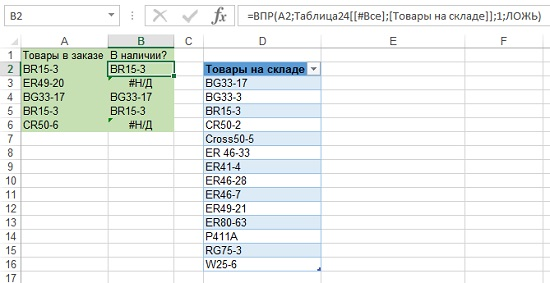 B2 =ВПР(A2;Таблица24[[#Все];[Товары на складе]];1;ЛОЖЬ)
A B C D E F
1 Товары в заказе В наличии?
2 BR15-3 BR15-3 Товары на складе
3 ER49-20 #Н/Д BG33-17
4 BG33-17 BG33-17 BG33-3
5 BR15-3 BR15-3 BR15-3
6 CR50-6 #Н/Д CR50-2
7 Cross50-5
8 ER 46-33
9 ER41-4
10 ER46-28
11 ER46-7
12 ER49-21
13 ER80-63
14 P411A
15 RG75-3
16 W25-6
17